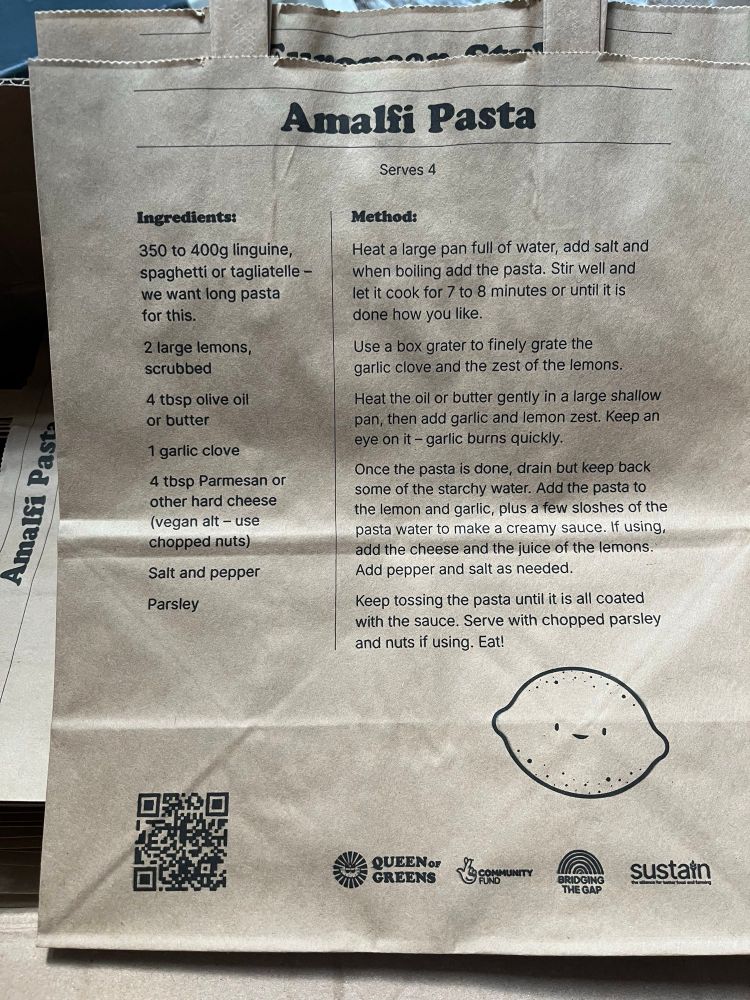 Amalfi Pasta
Serves 4
Ingredients:
350 to 400g linguine,
spaghetti or tagliatelle –
we want long pasta
for this.
2 large lemons,
scrubbed
4 tbsp olive oil
or butter
1 garlic clove
4 tbsp Parmesan or
other hard cheese
(vegan alt – use
chopped nuts)
Salt and pepper
Parsley
Method:
Heat a large pan full of water, add salt and
when boiling add the pasta. Stir well and
let it cook for 7 to 8 minutes or until it is
done how you like.
Use a box grater to finely grate the
garlic clove and the zest of the lemons.
Heat the oil or butter gently in a large shallow
pan, then add garlic and lemon zest. Keep an
eye on it – garlic burns quickly.
Once the pasta is done, drain but keep back
some of the starchy water. Add the pasta to
the lemon and garlic, plus a few sloshes of the
pasta water to make a creamy sauce. If using,
add the cheese and the juice of the lemons.
Add pepper and salt as needed.
Keep tossing the pasta until it is all coated
with the sauce. Serve with chopped parsley
and nuts if using. Eat!
QUEEN OF
GREENS
COMMUNITY
FUND
BRIDGING
THE GAP
sustain
the alliance for better food and farming
Amalfi Pasta